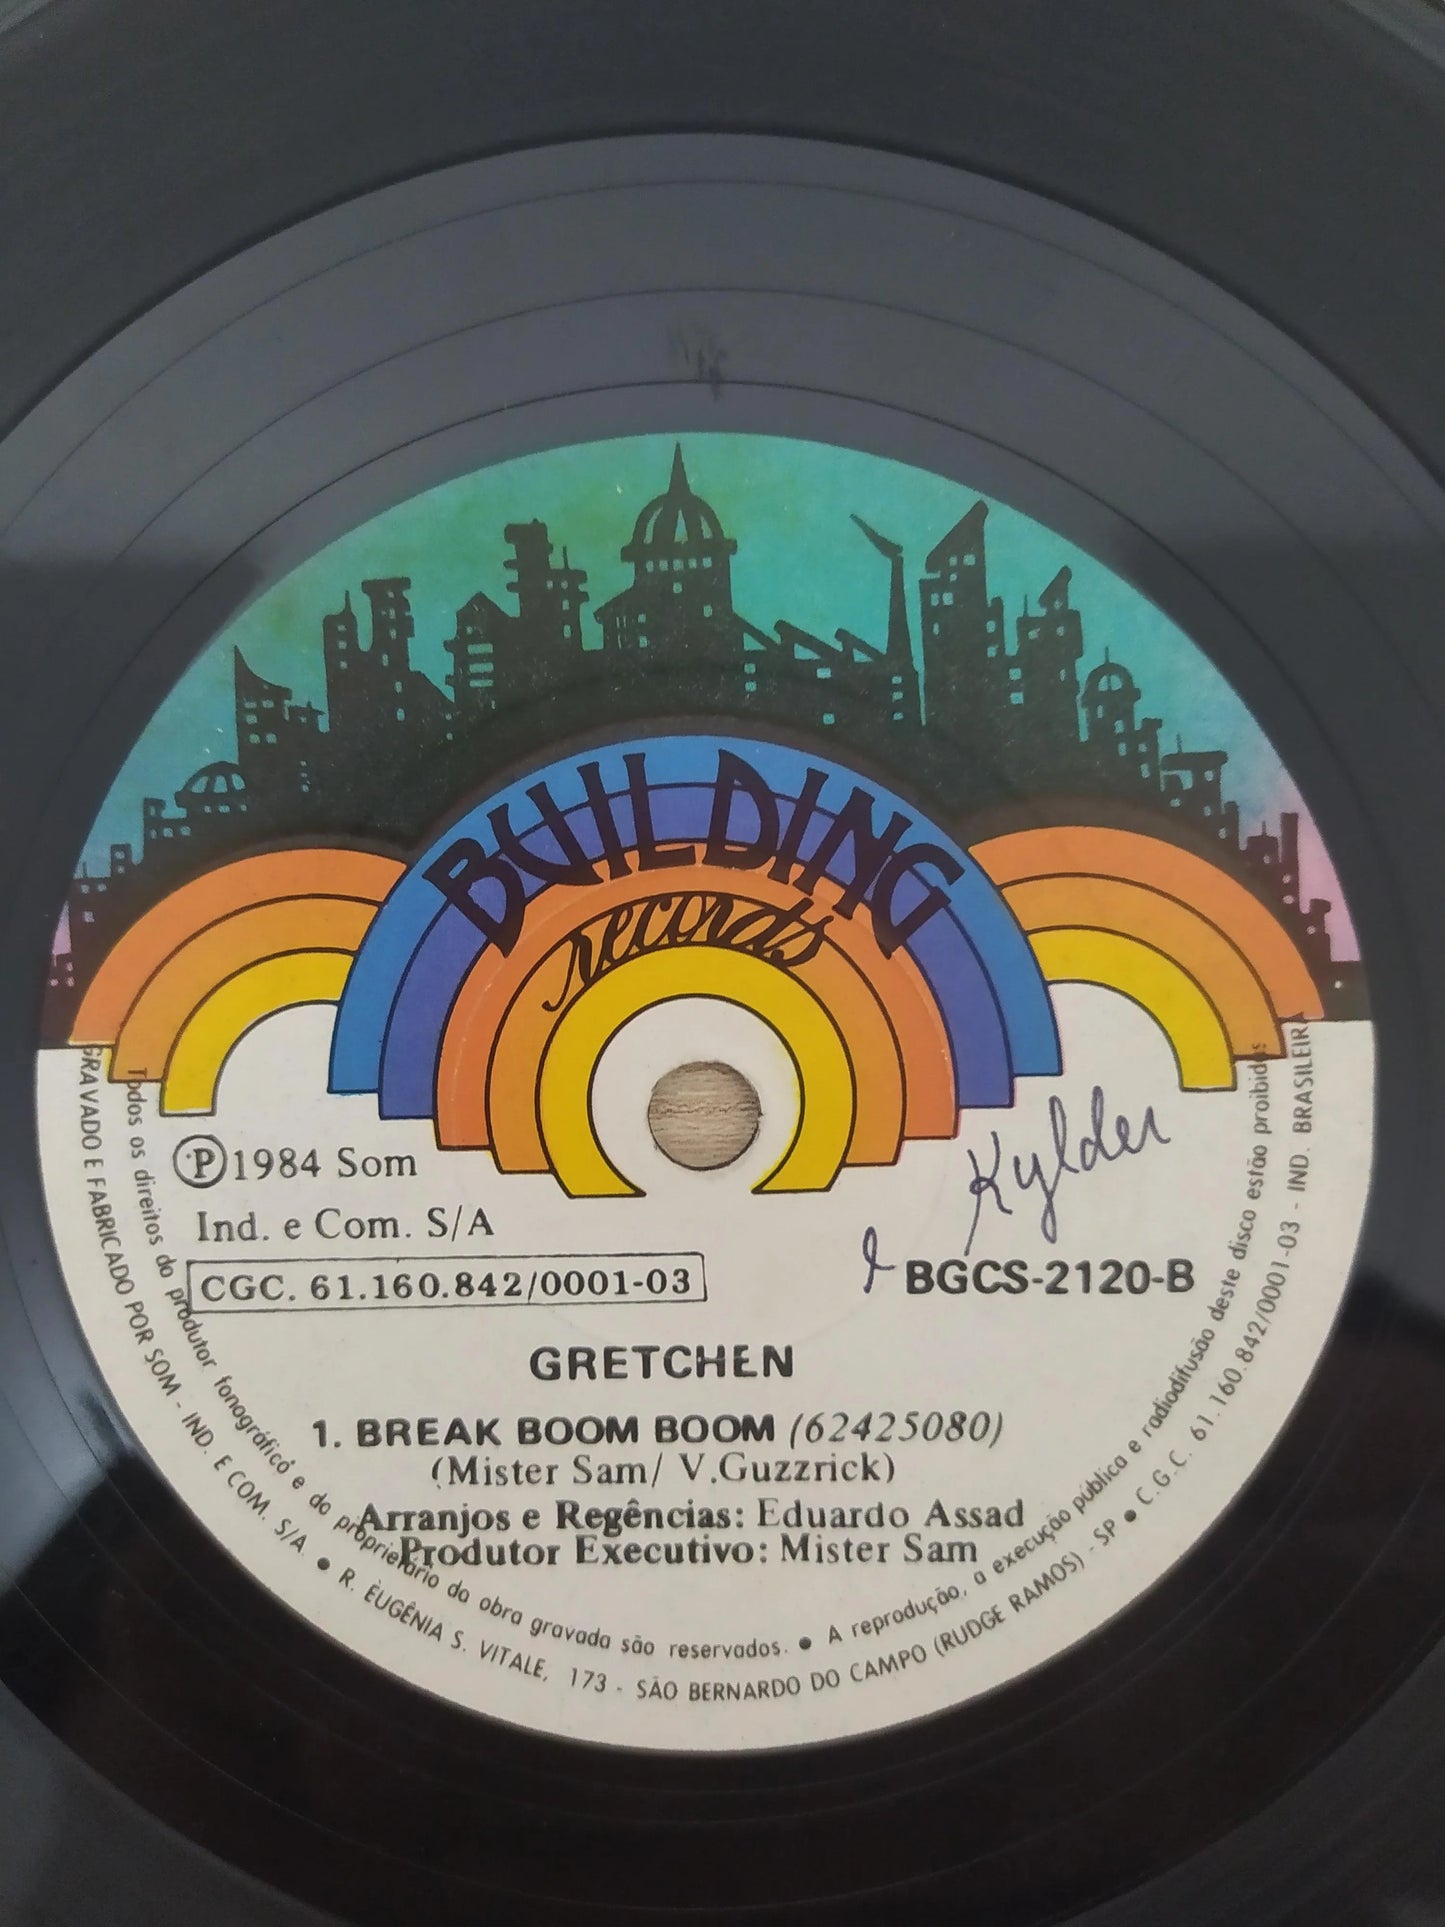 BUILDING
records
℗1984 Som
Ind. e Com. S/A
CGC. 61.160.842/0001-03
Kylder
BGCS-2120-B
GRETCHEN
1. BREAK BOOM BOOM (62425080)
(Mister Sam/ V.Guzzrick)
Arranjos e Regências: Eduardo Assad
Produtor Executivo: Mister Sam
Todos os direitos do produtor fonográfico e do proprietário da obra gravada são reservados. • A reprodução, a execução pública e radiodifusão deste disco estão proibidas
GRAVADO E FABRICADO POR SOM - IND. E COM. S/A. • R. EUGÊNIA S. VITALE, 173 - SÃO BERNARDO DO CAMPO (RUDGE RAMOS) - SP • C.G.C. 61.160.842/0001-03 - IND. BRASILEIRA